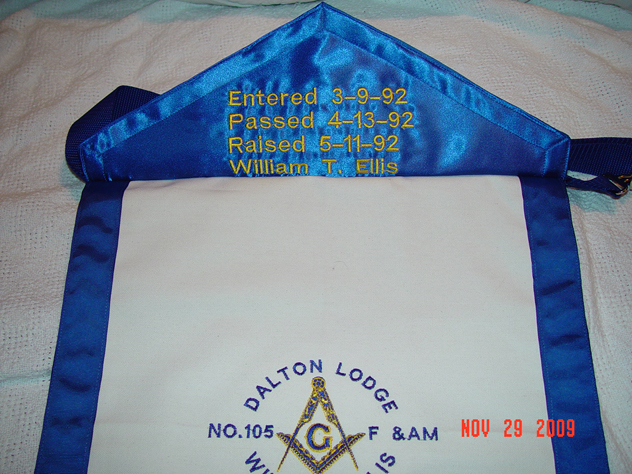 Entered 3-9-92
Passed 4-13-92
Raised 5-11-92
William T. Ellis
DALTON LODGE
NO.105 G F & AM
NOV 29 2009